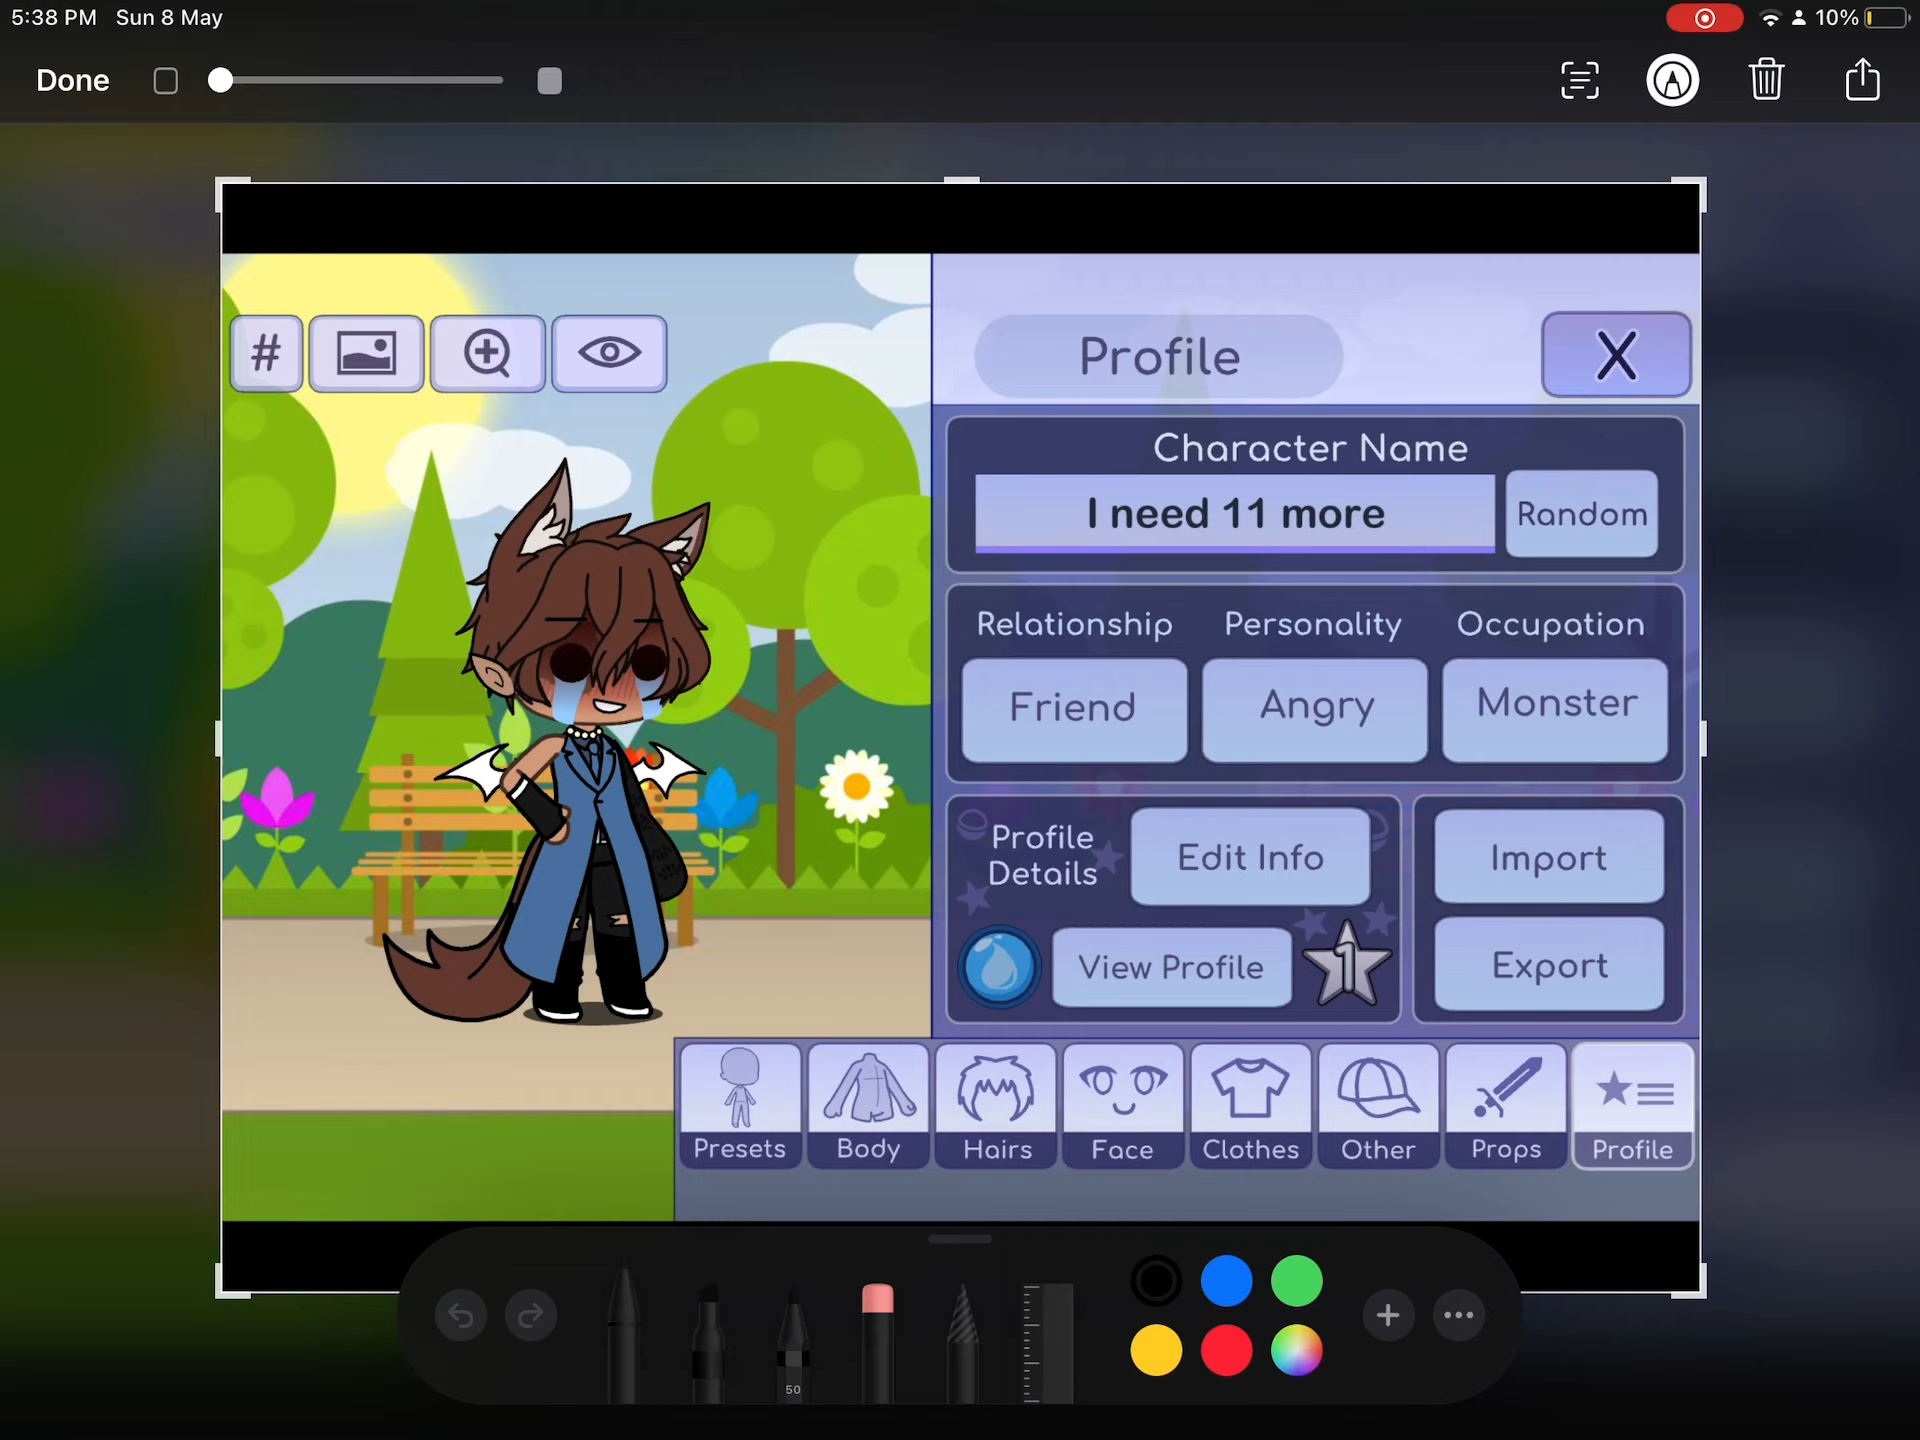 5:38 PM Sun 8 May
10%
Done
#
Profile
X
Character Name
I need 11 more
Random
Relationship Personality Occupation
Friend Angry Monster
Profile
Details
Edit Info
Import
View Profile
1
Export
Presets Body Hairs Face Clothes Other Props Profile
50